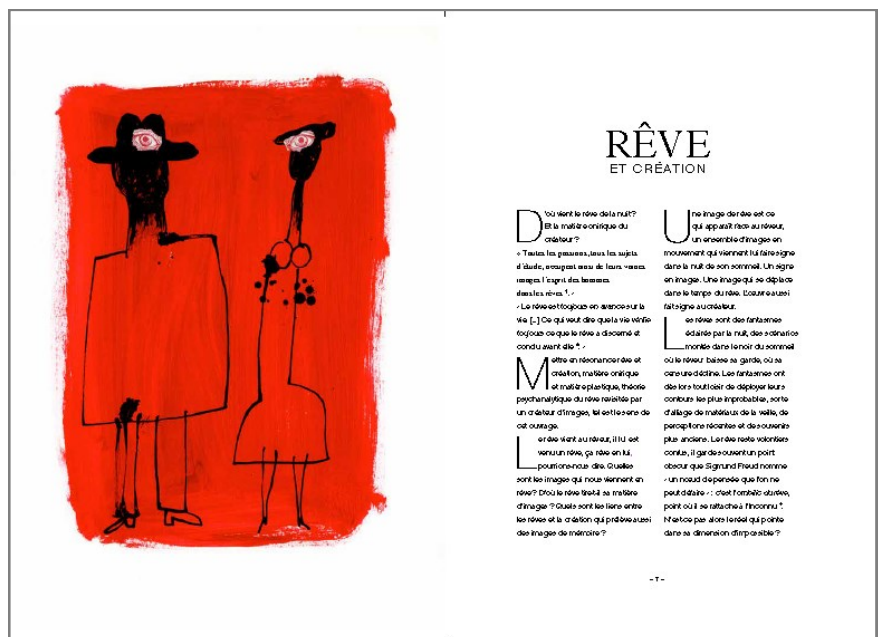 RÊVE
ET CRÉATION
D'où vient le rêve de la nuit ?
Et la matière onirique du
créateur ?
« Toutes les passions, tous les sujets
d'étude, occupent aussi de leurs vaines
images l'esprit des hommes
dans les rêves ¹. »
« Le rêve est toujours en avance sur la
vie. [...] Ce qui veut dire que la vie vérifie
toujours ce que le rêve a discerné et
conclu avant elle ². »
Mettre en résonance rêve et
création, matière onirique
et matière plastique, théorie
psychanalytique du rêve revisitée par
un créateur d'images, tel est le sens de
cet ouvrage.
Le rêve vient au rêveur, il lui est
venu un rêve, ça rêve en lui,
pourrions-nous dire. Quelles
sont les images qui nous viennent en
rêve ? D'où le rêve tire-t-il sa matière
d'images ? Quels sont les liens entre
les rêves et la création qui prélève aussi
des images de mémoire ?
Une image de rêve est ce
qui apparaît face au rêveur,
un ensemble d'images en
mouvement qui viennent lui faire signe
dans la nuit de son sommeil. Un signe
en images. Une image qui se déplace
dans le temps du rêve. L'œuvre aussi
fait signe au créateur.
Les rêves sont des fantasmes
éclairés par la nuit, des scénarios
montés dans le noir du sommeil
où le rêveur baisse sa garde, où sa
censure décline. Les fantasmes ont
dès lors tout loisir de déployer leurs
contours les plus improbables, sorte
d'alliage de matériaux de la veille, de
perceptions récentes et de souvenirs
plus anciens. Le rêve reste volontiers
confus, il garde souvent un point
obscur que Sigmund Freud nomme
« un nœud de pensée que l'on ne
peut défaire » : c'est l'ombilic du rêve,
point où il se rattache à l'inconnu ³.
N'est-ce pas alors le réel qui pointe
dans sa dimension d'impossible ?
– 7 –